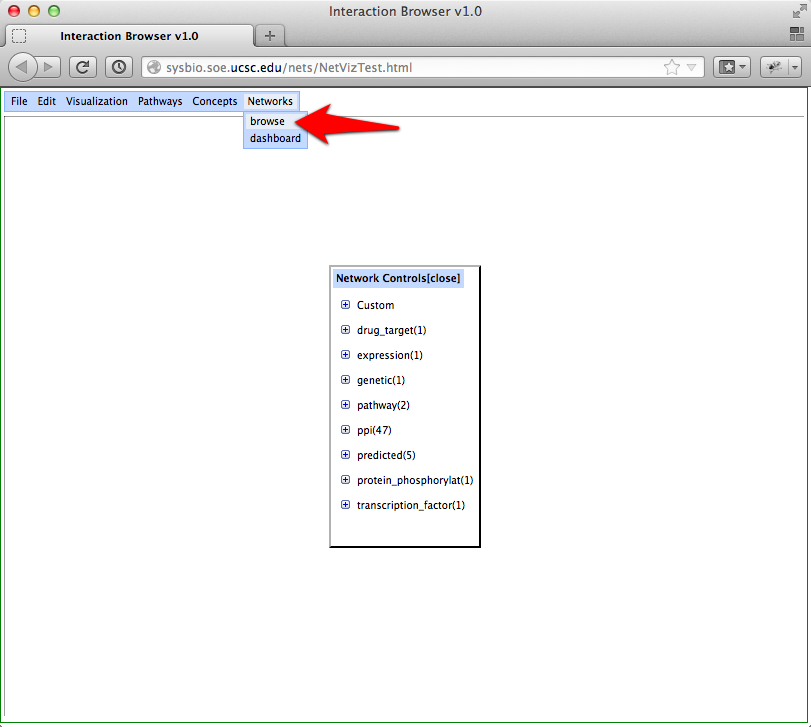 Interaction Browser v1.0
Interaction Browser v1.0
sysbio.soe.ucsc.edu/nets/NetVizTest.html
File Edit Visualization Pathways Concepts Networks
browse
dashboard
Network Controls[close]
Custom
drug_target(1)
expression(1)
genetic(1)
pathway(2)
ppi(47)
predicted(5)
protein_phosphorylat(1)
transcription_factor(1)